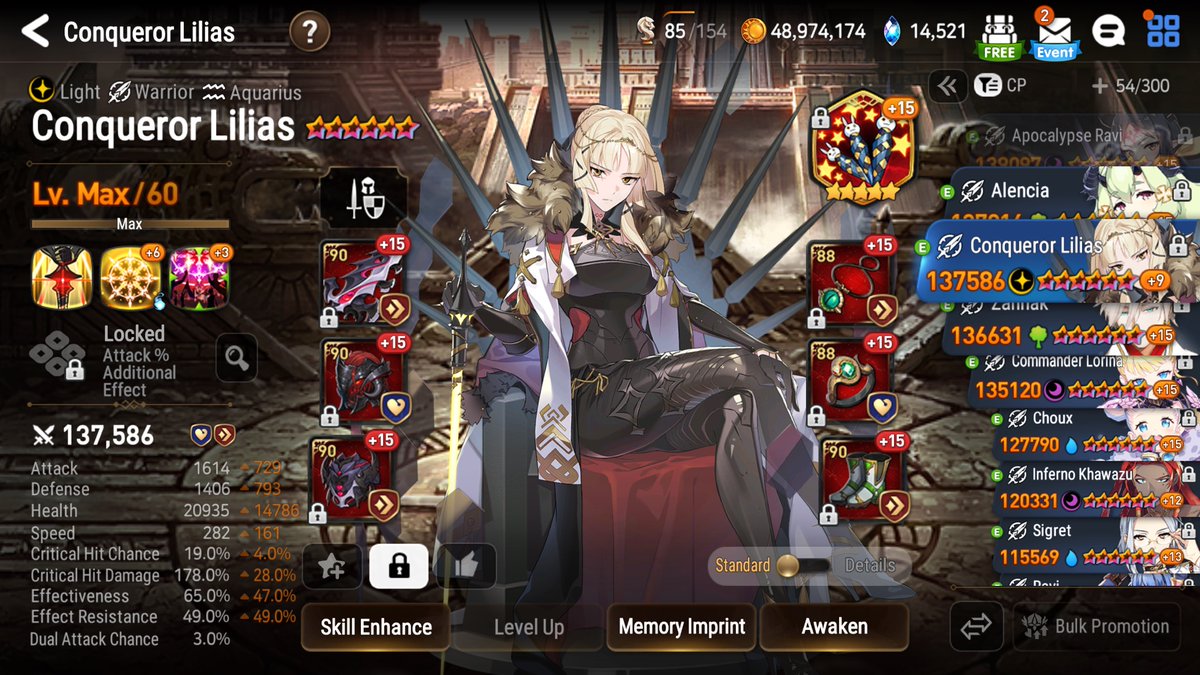 Conqueror Lilias
?
85/154
48,974,174
14,521
FREE
2
Event
Light Warrior Aquarius
Conqueror Lilias
Lv. Max/60
Max
+6
+3
Locked
Attack %
Additional
Effect
137,586
Attack 1614 729
Defense 1406 793
Health 20935 14786
Speed 282 161
Critical Hit Chance 19.0% 4.0%
Critical Hit Damage 178.0% 28.0%
Effectiveness 65.0% 47.0%
Effect Resistance 49.0% 49.0%
Dual Attack Chance 3.0%
90 +15
90 +15
90 +15
+15
88 +15
88 +15
90 +15
Standard
Details
Skill Enhance
Level Up
Memory Imprint
Awaken
CP
+ 54/300
E Apocalypse Ravi
+15
E Alencia
E Conqueror Lilias
137586 +9
136631 +15
E Commander Lorina
135120 +15
E Choux
127790 +15
E Inferno Khawazu
120331 +12
E Sigret
115569 +13
Bulk Promotion